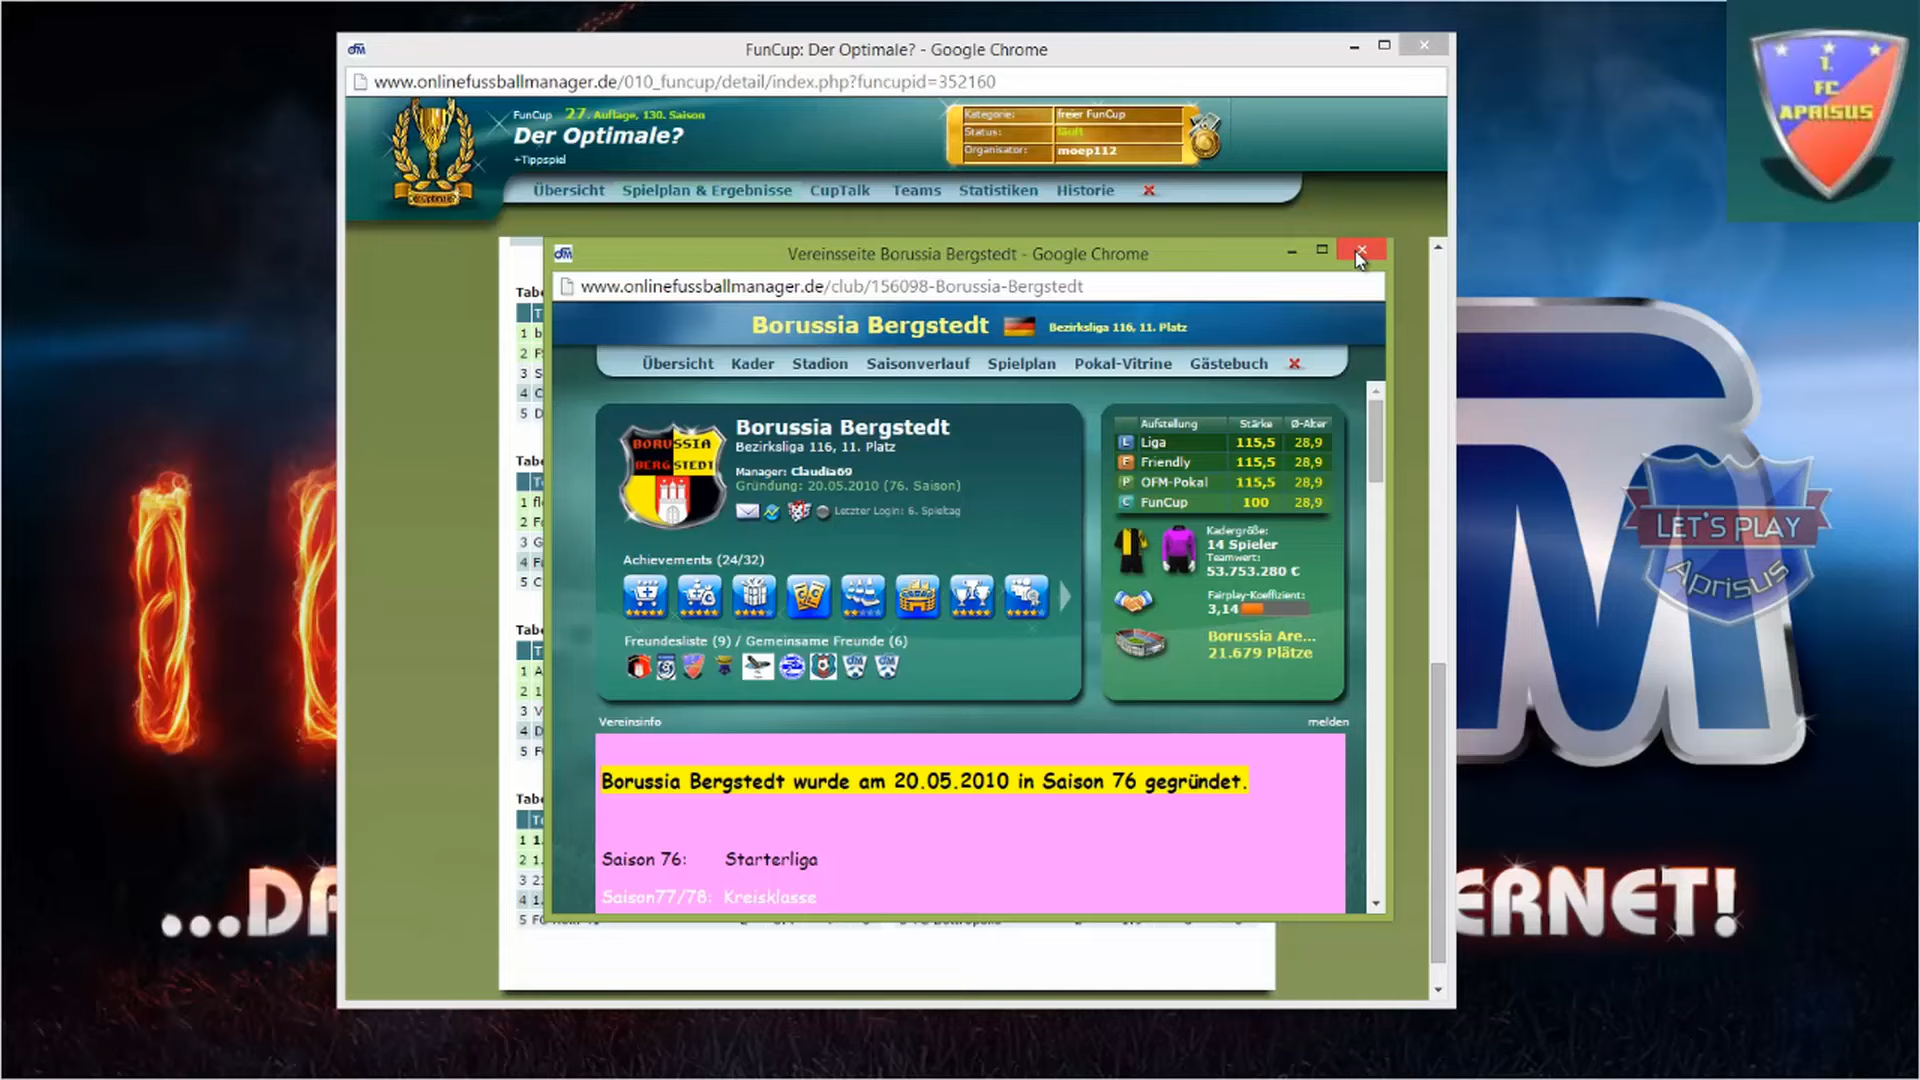 FunCup: Der Optimale? - Google Chrome
www.onlinefussballmanager.de/010_funcup/detail/index.php?funcupid=352160
FunCup 27. Auflage, 130. Saison
Der Optimale?
+Tippspiel
Kategorie: freier FunCup
Status: läuft
Organisator: moep112
Übersicht Spielplan & Ergebnisse CupTalk Teams Statistiken Historie
1.
FC
APRISUS
Vereinsseite Borussia Bergstedt - Google Chrome
www.onlinefussballmanager.de/club/156098-Borussia-Bergstedt
Borussia Bergstedt Bezirksliga 116, 11. Platz
Übersicht Kader Stadion Saisonverlauf Spielplan Pokal-Vitrine Gästebuch
BORUSSIA
BERGSTEDT
Borussia Bergstedt
Bezirksliga 116, 11. Platz
Manager: Claudia69
Gründung: 20.05.2010 (76. Saison)
Letzter Login: 6. Spieltag
Achievements (24/32)
Freundesliste (9) / Gemeinsame Freunde (6)
Aufstellung Stärke Ø-Alter
L Liga 115,5 28,9
F Friendly 115,5 28,9
P OFM-Pokal 115,5 28,9
C FunCup 100 28,9
Kadergröße:
14 Spieler
Teamwert:
53.753.280 €
Fairplay-Koeffizient:
3,14
Borussia Are...
21.679 Plätze
Vereinsinfo melden
Borussia Bergstedt wurde am 20.05.2010 in Saison 76 gegründet.
Saison 76: Starterliga
Saison77/78: Kreisklasse
LET'S PLAY
Aprisus
...DA
ERNET!